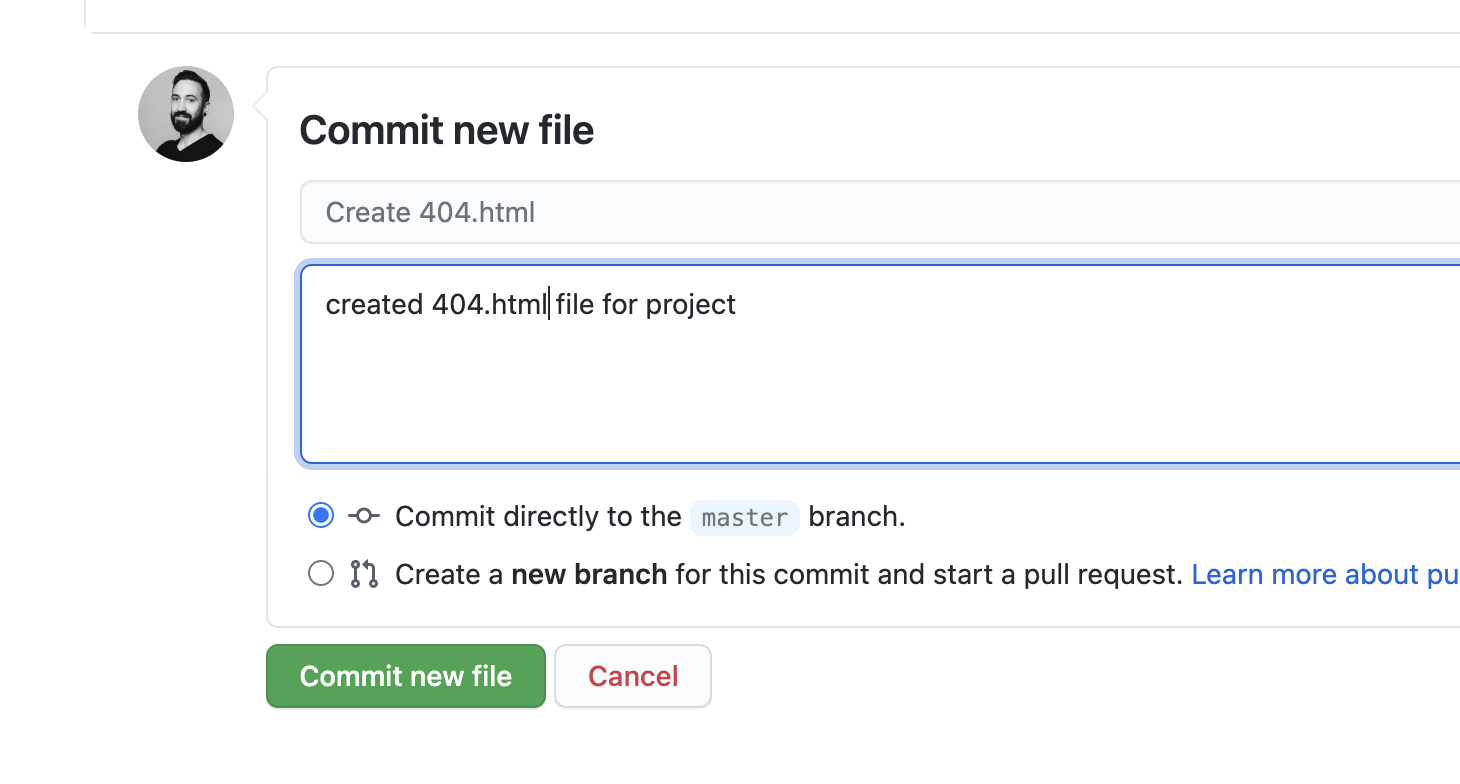 Commit new file
Create 404.html
created 404.html file for project
Commit directly to the master branch.
Create a new branch for this commit and start a pull request. Learn more about pu
Commit new file
Cancel